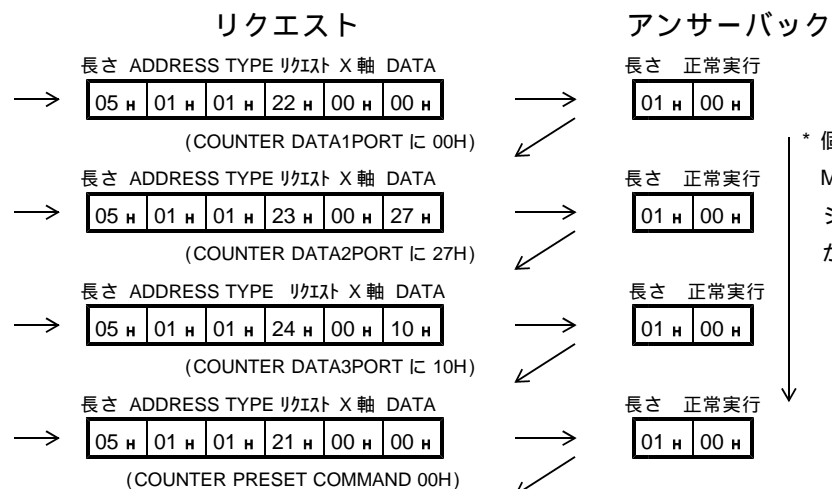 リクエスト アンサーバック
長さ ADDRESS TYPE リクエスト X軸 DATA 長さ 正常実行
05 H 01 H 01 H 22 H 00 H 00 H 01 H 00 H
(COUNTER DATA1PORT に 00H)
長さ ADDRESS TYPE リクエスト X軸 DATA 長さ 正常実行
05 H 01 H 01 H 23 H 00 H 27 H 01 H 00 H
(COUNTER DATA2PORT に 27H)
長さ ADDRESS TYPE リクエスト X軸 DATA 長さ 正常実行
05 H 01 H 01 H 24 H 00 H 10 H 01 H 00 H
(COUNTER DATA3PORT に 10H)
長さ ADDRESS TYPE リクエスト X軸 DATA 長さ 正常実行
05 H 01 H 01 H 21 H 00 H 00 H 01 H 00 H
(COUNTER PRESET COMMAND 00H)
*
M